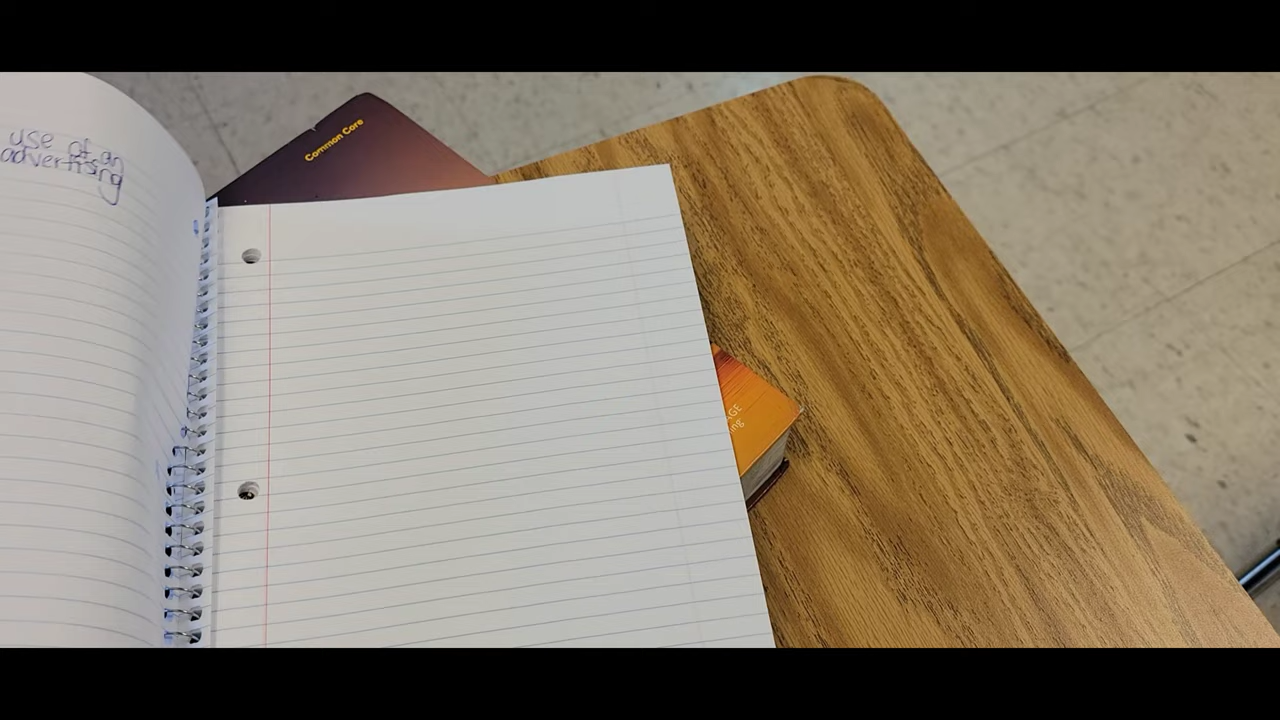 use of an
advertising
Common Core